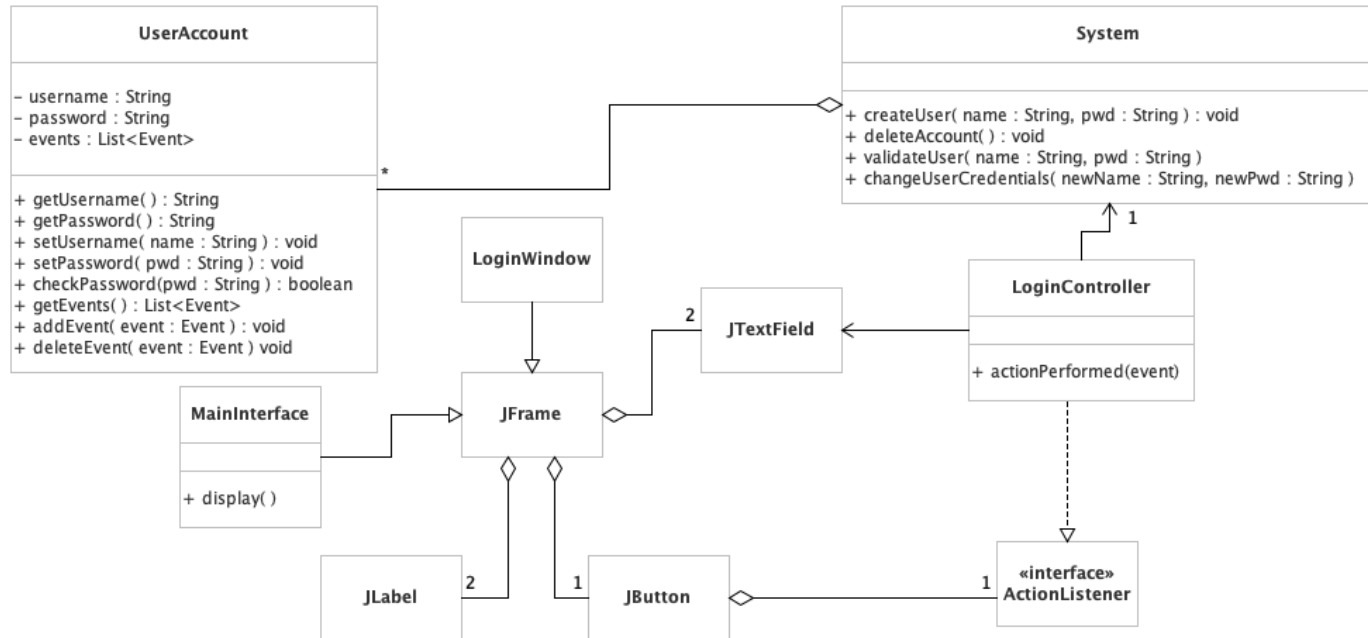 UserAccount
- username : String
- password : String
- events : List<Event>
+ getUsername( ) : String
+ getPassword( ) : String
+ setUsername( name : String ) : void
+ setPassword( pwd : String ) : void
+ checkPassword(pwd : String ) : boolean
+ getEvents( ) : List<Event>
+ addEvent( event : Event ) : void
+ deleteEvent( event : Event ) void
*
System
+ createUser( name : String, pwd : String ) : void
+ deleteAccount( ) : void
+ validateUser( name : String, pwd : String )
+ changeUserCredentials( newName : String, newPwd : String )
1
LoginWindow
LoginController
+ actionPerformed(event)
2
JTextField
MainInterface
+ display( )
JFrame
JLabel
2
1
JButton
1
«interface»
ActionListener